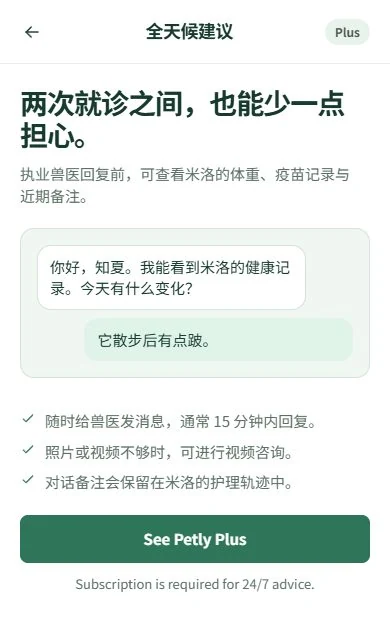 全天候建议
Plus
两次就诊之间，也能少一点
担心。
执业兽医回复前，可查看米洛的体重、疫苗记录与
近期备注。
你好，知夏。我能看到米洛的健康记
录。今天有什么变化？
它散步后有点跛。
随时给兽医发消息，通常 15 分钟内回复。
照片或视频不够时，可进行视频咨询。
对话备注会保留在米洛的护理轨迹中。
See Petly Plus
Subscription is required for 24/7 advice.